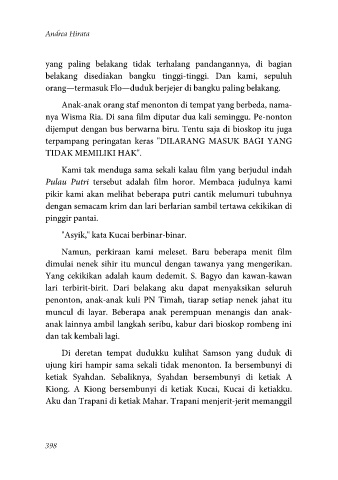 Andrea Hirata
yang paling belakang tidak terhalang pandangannya, di bagian
belakang disediakan bangku tinggi-tinggi. Dan kami, sepuluh
orang—termasuk Flo—duduk berjejer di bangku paling belakang.
Anak-anak orang staf menonton di tempat yang berbeda, nama-
nya Wisma Ria. Di sana film diputar dua kali seminggu. Pe-nonton
dijemput dengan bus berwarna biru. Tentu saja di bioskop itu juga
terpampang peringatan keras "DILARANG MASUK BAGI YANG
TIDAK MEMILIKI HAK".
Kami tak menduga sama sekali kalau film yang berjudul indah
Pulau Putri tersebut adalah film horor. Membaca judulnya kami
pikir kami akan melihat beberapa putri cantik melumuri tubuhnya
dengan semacam krim dan lari berlarian sambil tertawa cekikikan di
pinggir pantai.
"Asyik," kata Kucai berbinar-binar.
Namun, perkiraan kami meleset. Baru beberapa menit film
dimulai nenek sihir itu muncul dengan tawanya yang mengerikan.
Yang cekikikan adalah kaum dedemit. S. Bagyo dan kawan-kawan
lari terbirit-birit. Dari belakang aku dapat menyaksikan seluruh
penonton, anak-anak kuli PN Timah, tiarap setiap nenek jahat itu
muncul di layar. Beberapa anak perempuan menangis dan anak-
anak lainnya ambil langkah seribu, kabur dari bioskop rombeng ini
dan tak kembali lagi.
Di deretan tempat dudukku kulihat Samson yang duduk di
ujung kiri hampir sama sekali tidak menonton. Ia bersembunyi di
ketiak Syahdan. Sebaliknya, Syahdan bersembunyi di ketiak A
Kiong. A Kiong bersembunyi di ketiak Kucai, Kucai di ketiakku.
Aku dan Trapani di ketiak Mahar. Trapani menjerit-jerit memanggil
398